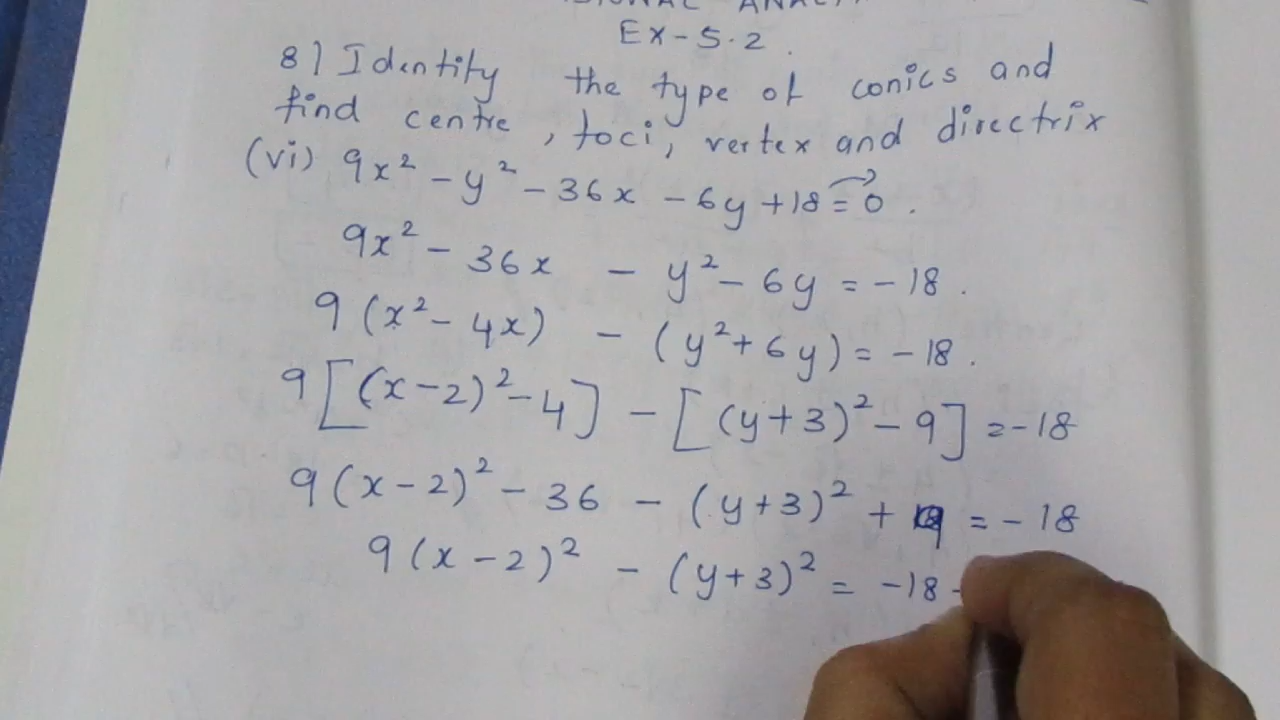 Ex-5.2.
8) Identify the type of conics and
find centre, foci, vertex and directrix
(vi) 9x² - y² - 36x - 6y + 18 = 0.
9x² - 36x - y² - 6y = -18.
9(x² - 4x) - (y² + 6y) = -18.
9[(x-2)² - 4] - [(y+3)² - 9] = -18
9(x-2)² - 36 - (y+3)² + 9 = -18
9(x-2)² - (y+3)² = -18 -